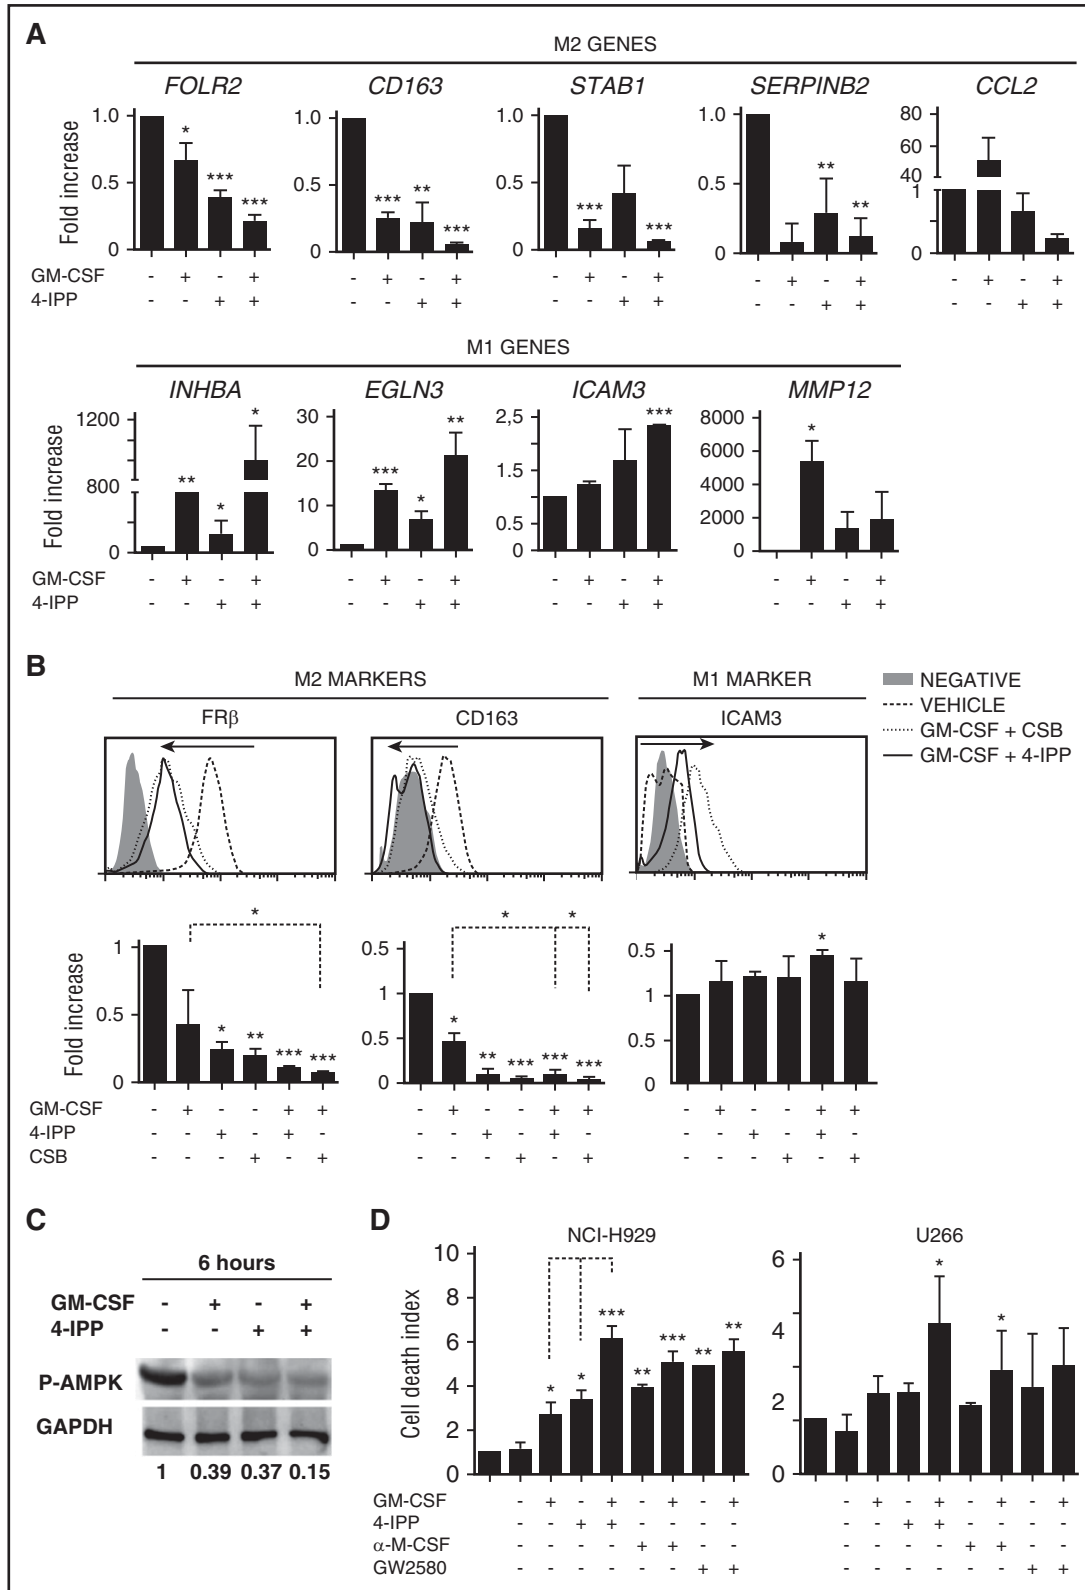 A
M2 GENES
FOLR2 CD163 STAB1 SERPINB2 CCL2
Fold increase
1.0 0.5 0
* *** ***
1.0 0.5 0
*** ** ***
1.0 0.5 0
*** ***
1.0 0.5 0
** **
80 60 40 1 0
GM-CSF - + - + - + - + - + - + - + - + - + - +
4-IPP - - + + - - + + - - + + - - + + - - + +
M1 GENES
INHBA EGLN3 ICAM3 MMP12
Fold increase
1200 800 0
** * *
30 20 10 0
*** * **
2,5 1.5 1 0.5 0
***
8000 6000 4000 2000 0
*
GM-CSF - + - + - + - + - + - + - + - +
4-IPP - - + + - - + + - - + + - - + +
B
M2 MARKERS M1 MARKER
FRβ CD163 ICAM3
NEGATIVE
VEHICLE
GM-CSF + CSB
GM-CSF + 4-IPP
Fold increase
1 0.5 0
* * ** *** ***
0.5 1 0.5 0
* * * ** *** *** ***
0.5 1 0.5 0
*
GM-CSF - + - - + + - + - - + + - + - - + +
4-IPP - - + - + - - - + - + - - - + - + -
CSB - - - + - + - - - + - + - - - + - +
C
6 hours
GM-CSF - + - +
4-IPP - - + +
P-AMPK
GAPDH
1 0.39 0.37 0.15
D
NCI-H929 U266
Cell death index
10 8 6 4 2 0
* * *** ** *** ** **
6 4 2 0
* *
GM-CSF - + - + - + - + - + - + - + - +
4-IPP - - + + - - - - - - + + - - - -
α-M-CSF - - - - + + - - - - - - + + - -
GW2580 - - - - - - + + - - - - - - + +